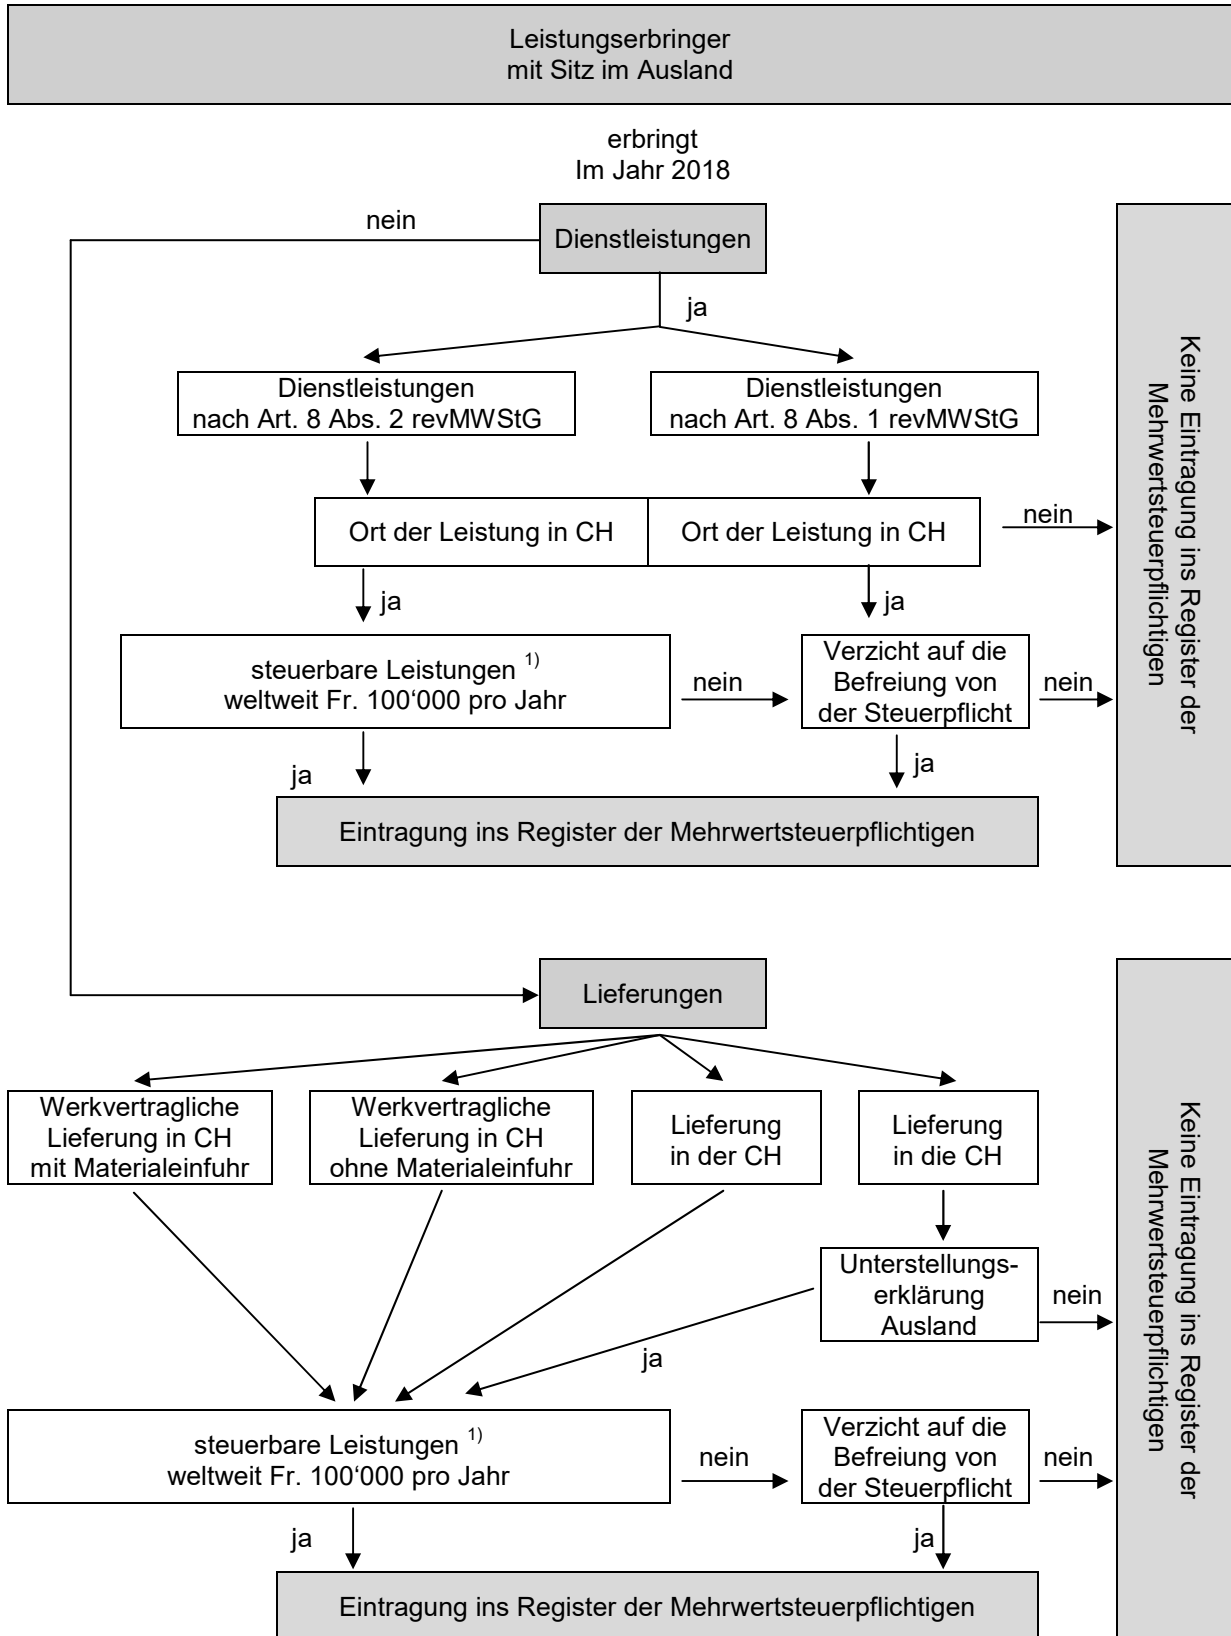 Leistungserbringer
mit Sitz im Ausland
erbringt
Im Jahr 2018
nein
Dienstleistungen
ja
Dienstleistungen
nach Art. 8 Abs. 2 revMWStG
Dienstleistungen
nach Art. 8 Abs. 1 revMWStG
Ort der Leistung in CH
Ort der Leistung in CH
nein
ja
ja
steuerbare Leistungen 1)
weltweit Fr. 100‘000 pro Jahr
nein
Verzicht auf die
Befreiung von
der Steuerpflicht
nein
ja
ja
Eintragung ins Register der Mehrwertsteuerpflichtigen
Keine Eintragung ins Register der
Mehrwertsteuerpflichtigen
Lieferungen
Werkvertragliche
Lieferung in CH
mit Materialeinfuhr
Werkvertragliche
Lieferung in CH
ohne Materialeinfuhr
Lieferung
in der CH
Lieferung
in die CH
Unterstellungs-
erklärung
Ausland
nein
ja
steuerbare Leistungen 1)
weltweit Fr. 100‘000 pro Jahr
nein
Verzicht auf die
Befreiung von
der Steuerpflicht
nein
ja
ja
Eintragung ins Register der Mehrwertsteuerpflichtigen
Keine Eintragung ins Register der
Mehrwertsteuerpflichtigen